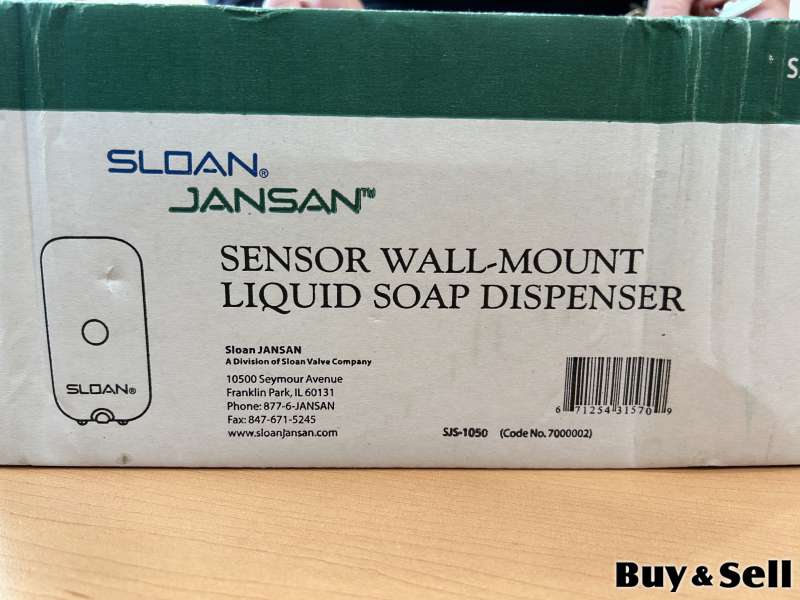 S
SLOAN®
JANSAN™
SENSOR WALL-MOUNT
LIQUID SOAP DISPENSER
SLOAN®
Sloan JANSAN
A Division of Sloan Valve Company
10500 Seymour Avenue
Franklin Park, IL 60131
Phone: 877-6-JANSAN
Fax: 847-671-5245
www.sloanjansan.com
6 71254 31570 9
SJS-1050 (Code No. 7000002)
Buy & Sell